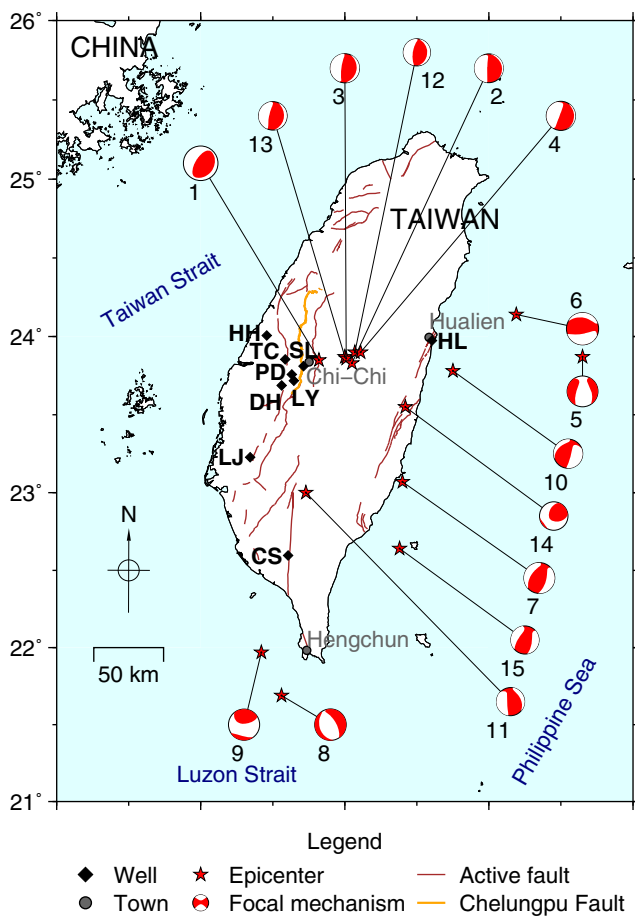 26˚
25˚
24˚
23˚
22˚
21˚
CHINA
3
12
2
13
4
1
TAIWAN
Taiwan Strait
6
Hualien
HH
HL
TC
SL
PD
Chi–Chi
DH
LY
5
LJ
10
14
N
CS
7
Hengchun
15
50 km
11
9
8
Luzon Strait
Philippine Sea
Legend
Well
Epicenter
Active fault
Town
Focal mechanism
Chelungpu Fault